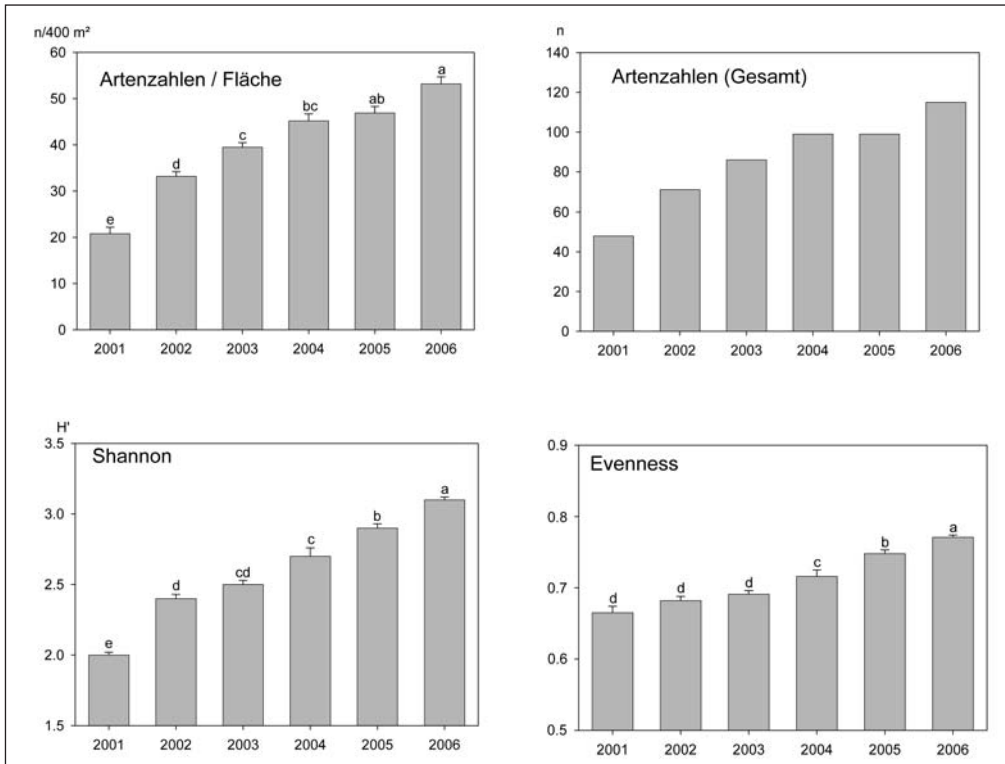 n/400 m²
60
Artenzahlen / Fläche
50
40
30
20
10
0
e
d
c
bc
ab
a
2001 2002 2003 2004 2005 2006
n
140
Artenzahlen (Gesamt)
120
100
80
60
40
20
0
2001 2002 2003 2004 2005 2006
H'
3.5
Shannon
3.0
2.5
2.0
1.5
e
d
cd
c
b
a
2001 2002 2003 2004 2005 2006
0.9
Evenness
0.8
0.7
0.6
0.5
d
d
d
c
b
a
2001 2002 2003 2004 2005 2006